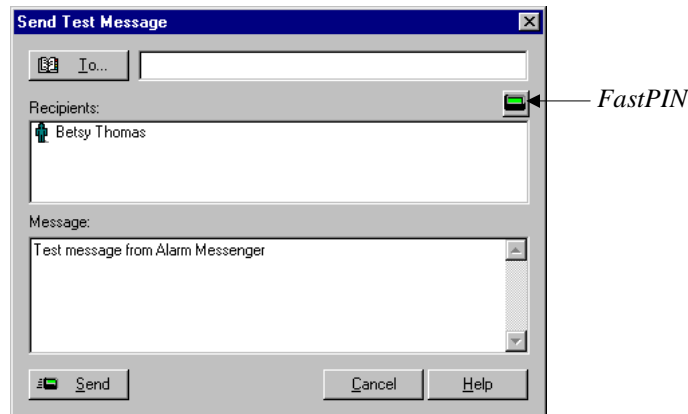 Send Test Message
To...
FastPIN
Recipients:
Betsy Thomas
Message:
Test message from Alarm Messenger
Send
Cancel
Help